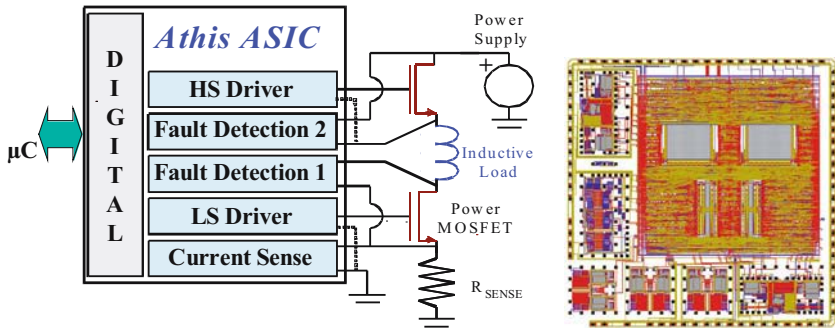 Athis ASIC
DIGITAL
HS Driver
Fault Detection 2
Fault Detection 1
LS Driver
Current Sense
μC
Power
Supply
+
Inductive
Load
Power
MOSFET
R SENSE